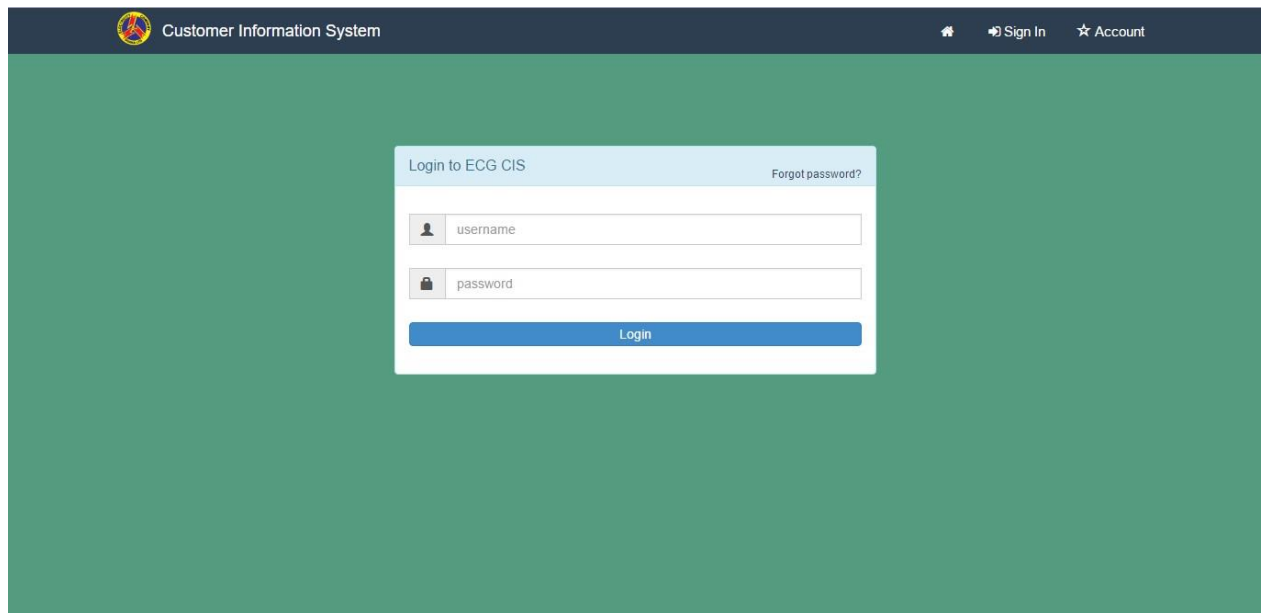 Customer Information System
Sign In
Account
Login to ECG CIS
Forgot password?
username
password
Login